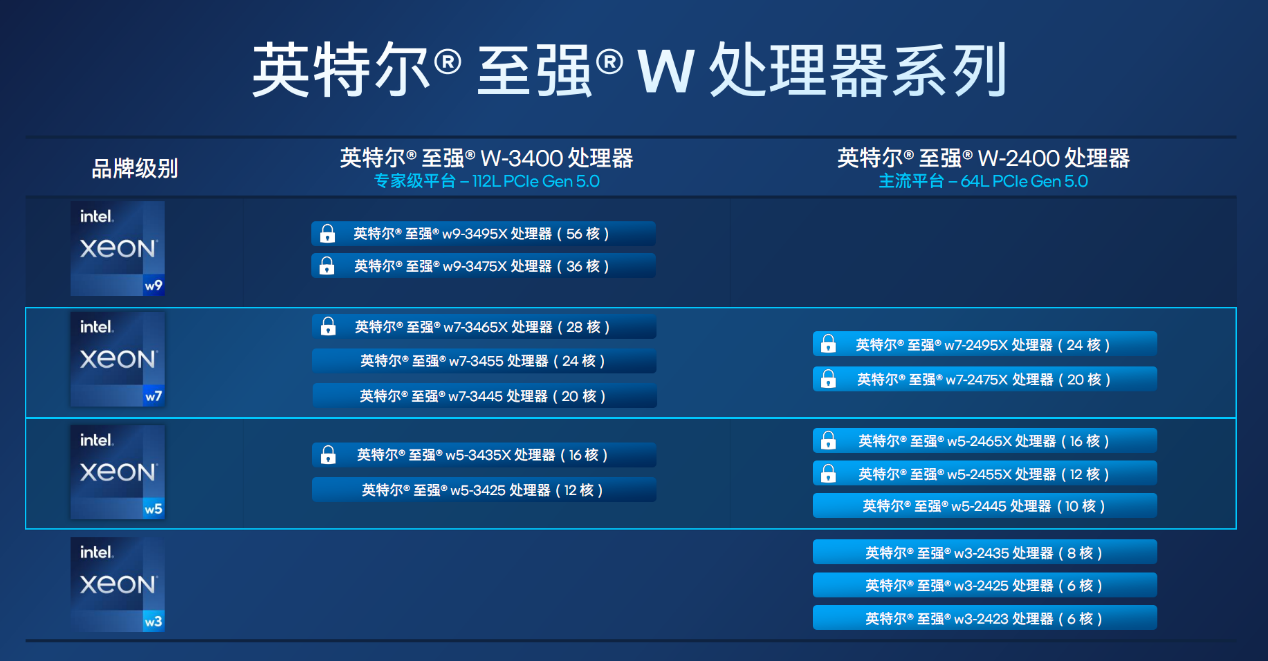 英特尔® 至强® W 处理器系列
品牌级别
英特尔® 至强® W-3400 处理器
专家级平台 – 112L PCIe Gen 5.0
英特尔® 至强® W-2400 处理器
主流平台 – 64L PCIe Gen 5.0
intel.
xeon®
w9
英特尔® 至强® w9-3495X 处理器 ( 56 核 )
英特尔® 至强® w9-3475X 处理器 ( 36 核 )
intel.
xeon®
w7
英特尔® 至强® w7-3465X 处理器 ( 28 核 )
英特尔® 至强® w7-3455 处理器 ( 24 核 )
英特尔® 至强® w7-3445 处理器 ( 20 核 )
英特尔® 至强® w7-2495X 处理器 ( 24 核 )
英特尔® 至强® w7-2475X 处理器 ( 20 核 )
intel.
xeon®
w5
英特尔® 至强® w5-3435X 处理器 ( 16 核 )
英特尔® 至强® w5-3425 处理器 ( 12 核 )
英特尔® 至强® w5-2465X 处理器 ( 16 核 )
英特尔® 至强® w5-2455X 处理器 ( 12 核 )
英特尔® 至强® w5-2445 处理器 ( 10 核 )
intel.
xeon®
w3
英特尔® 至强® w3-2435 处理器 ( 8 核 )
英特尔® 至强® w3-2425 处理器 ( 6 核 )
英特尔® 至强® w3-2423 处理器 ( 6 核 )